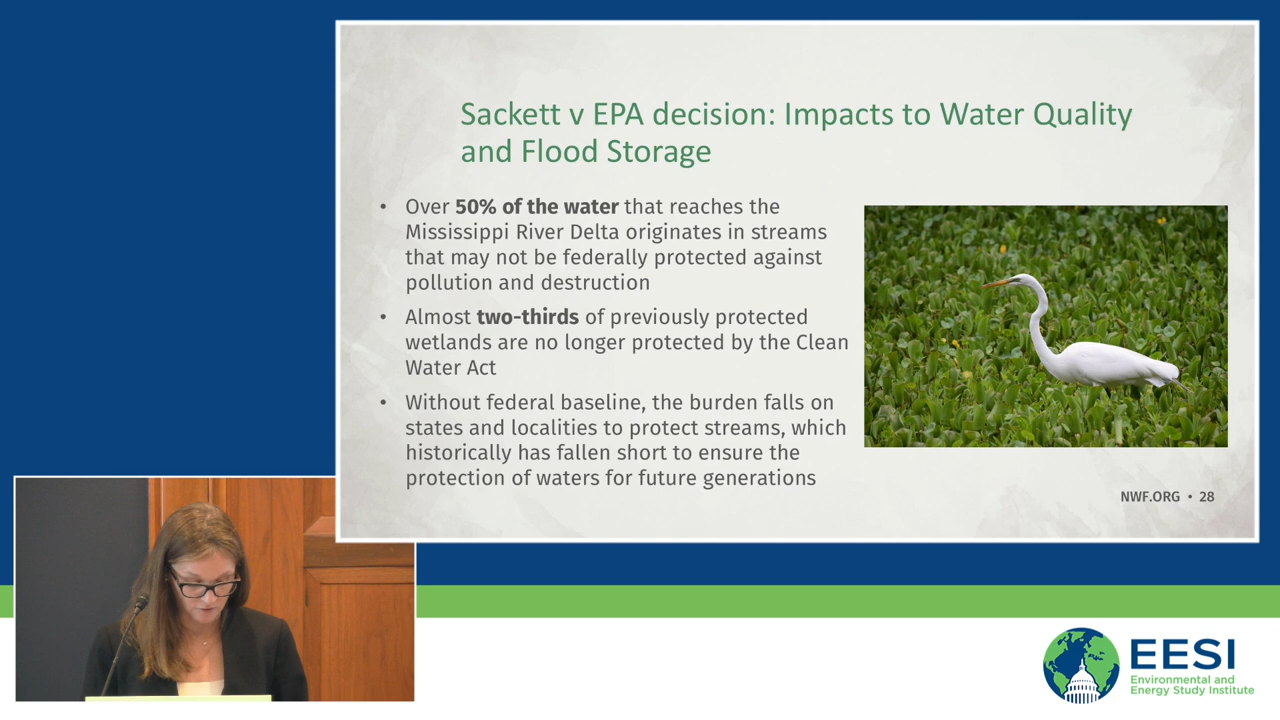 Sackett v EPA decision: Impacts to Water Quality
and Flood Storage
• Over 50% of the water that reaches the
Mississippi River Delta originates in streams
that may not be federally protected against
pollution and destruction
• Almost two-thirds of previously protected
wetlands are no longer protected by the Clean
Water Act
• Without federal baseline, the burden falls on
states and localities to protect streams, which
historically has fallen short to ensure the
protection of waters for future generations
NWF.ORG • 28
EESI
Environmental and
Energy Study Institute